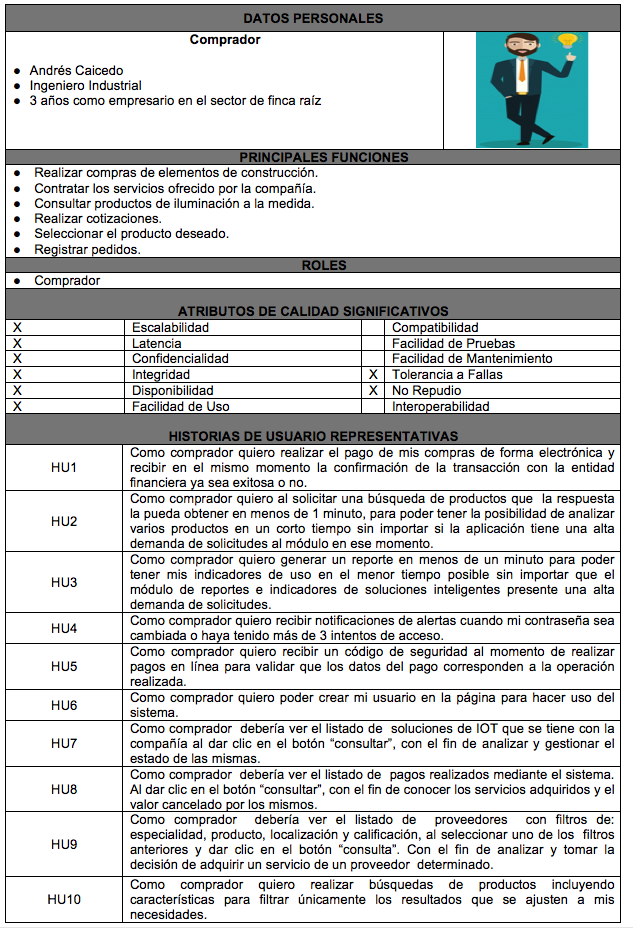 DATOS PERSONALES
Comprador
● Andrés Caicedo
● Ingeniero Industrial
● 3 años como empresario en el sector de finca raíz
PRINCIPALES FUNCIONES
● Realizar compras de elementos de construcción.
● Contratar los servicios ofrecido por la compañía.
● Consultar productos de iluminación a la medida.
● Realizar cotizaciones.
● Seleccionar el producto deseado.
● Registrar pedidos.
ROLES
● Comprador
ATRIBUTOS DE CALIDAD SIGNIFICATIVOS
X Escalabilidad Compatibilidad
X Latencia Facilidad de Pruebas
X Confidencialidad Facilidad de Mantenimiento
X Integridad X Tolerancia a Fallas
X Disponibilidad X No Repudio
X Facilidad de Uso Interoperabilidad
HISTORIAS DE USUARIO REPRESENTATIVAS
HU1
Como comprador quiero realizar el pago de mis compras de forma electrónica y
recibir en el mismo momento la confirmación de la transacción con la entidad
financiera ya sea exitosa o no.
HU2
Como comprador quiero al solicitar una búsqueda de productos que la respuesta
la pueda obtener en menos de 1 minuto, para poder tener la posibilidad de analizar
varios productos en un corto tiempo sin importar si la aplicación tiene una alta
demanda de solicitudes al módulo en ese momento.
HU3
Como comprador quiero generar un reporte en menos de un minuto para poder
tener mis indicadores de uso en el menor tiempo posible sin importar que el
módulo de reportes e indicadores de soluciones inteligentes presente una alta
demanda de solicitudes.
HU4
Como comprador quiero recibir notificaciones de alertas cuando mi contraseña sea
cambiada o haya tenido más de 3 intentos de acceso.
HU5
Como comprador quiero recibir un código de seguridad al momento de realizar
pagos en línea para validar que los datos del pago corresponden a la operación
realizada.
HU6
Como comprador quiero poder crear mi usuario en la página para hacer uso del
sistema.
HU7
Como comprador debería ver el listado de soluciones de IOT que se tiene con la
compañía al dar clic en el botón “consultar”, con el fin de analizar y gestionar el
estado de las mismas.
HU8
Como comprador debería ver el listado de pagos realizados mediante el sistema.
Al dar clic en el botón “consultar”, con el fin de conocer los servicios adquiridos y el
valor cancelado por los mismos.
HU9
Como comprador debería ver el listado de proveedores con filtros de:
especialidad, producto, localización y calificación, al seleccionar uno de los filtros
anteriores y dar clic en el botón “consulta”. Con el fin de analizar y tomar la
decisión de adquirir un servicio de un proveedor determinado.
HU10
Como comprador quiero realizar búsquedas de productos incluyendo
características para filtrar únicamente los resultados que se ajusten a mis
necesidades.